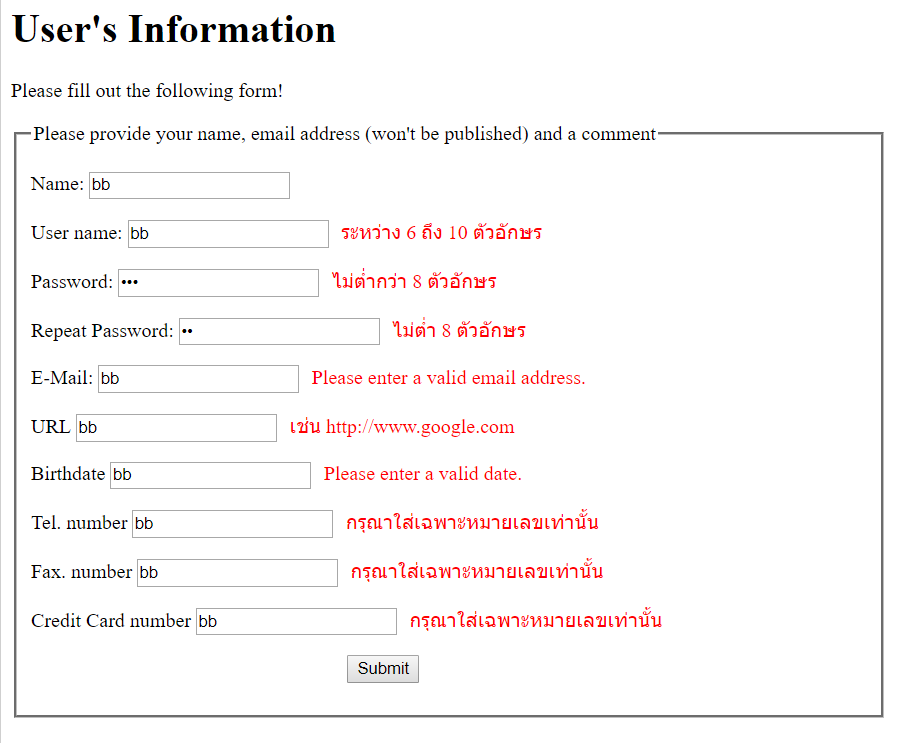 User's Information
Please fill out the following form!
Please provide your name, email address (won't be published) and a comment
Name: bb
User name: bb ระหว่าง 6 ถึง 10 ตัวอักษร
Password: ••• ไม่ต่ำกว่า 8 ตัวอักษร
Repeat Password: •• ไม่ต่ำ 8 ตัวอักษร
E-Mail: bb Please enter a valid email address.
URL bb เช่น http://www.google.com
Birthdate bb Please enter a valid date.
Tel. number bb กรุณาใส่เฉพาะหมายเลขเท่านั้น
Fax. number bb กรุณาใส่เฉพาะหมายเลขเท่านั้น
Credit Card number bb กรุณาใส่เฉพาะหมายเลขเท่านั้น
Submit